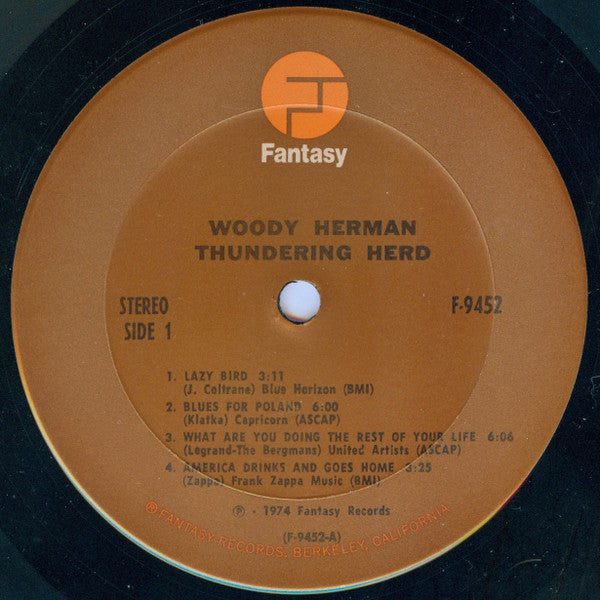 Fantasy
WOODY HERMAN
THUNDERING HERD
STEREO
SIDE 1
F-9452
1. LAZY BIRD 3:11
(J. Coltrane) Blue Horizon (BMI)
2. BLUES FOR POLAND 6:00
(Klatka) Capricorn (ASCAP)
3. WHAT ARE YOU DOING THE REST OF YOUR LIFE 6:06
(Legrand-The Bergmans) United Artists (ASCAP)
4. AMERICA DRINKS AND GOES HOME 3:25
(Zappa) Frank Zappa Music (BMI)
℗ - 1974 Fantasy Records
(F-9452-A)
®FANTASY RECORDS, BERKELEY, CALIFORNIA